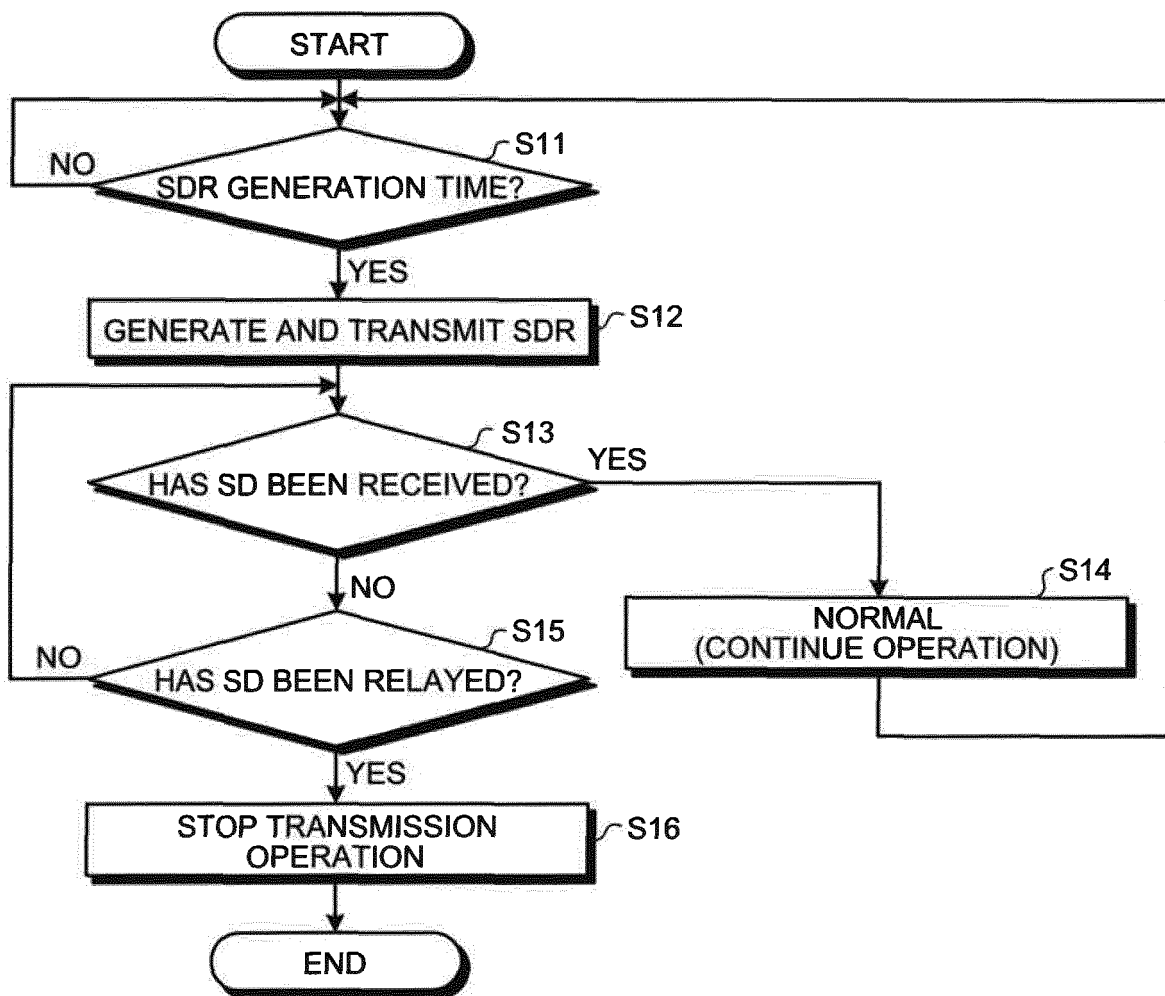 START
S11
NO
SDR GENERATION TIME?
YES
GENERATE AND TRANSMIT SDR
S12
S13
YES
HAS SD BEEN RECEIVED?
NO
S14
NORMAL
(CONTINUE OPERATION)
S15
NO
HAS SD BEEN RELAYED?
YES
STOP TRANSMISSION
OPERATION
S16
END